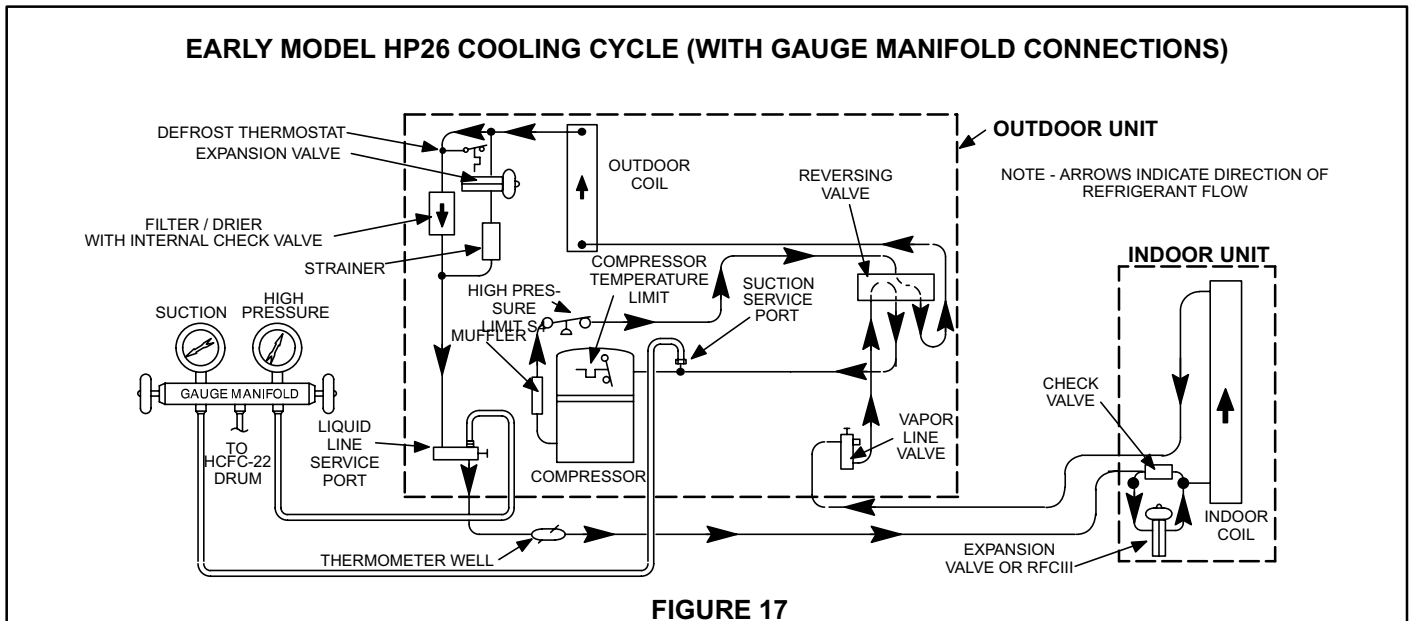 EARLY MODEL HP26 COOLING CYCLE (WITH GAUGE MANIFOLD CONNECTIONS)
DEFROST THERMOSTAT
EXPANSION VALVE
FILTER / DRIER
WITH INTERNAL CHECK VALVE
STRAINER
OUTDOOR
COIL
REVERSING
VALVE
OUTDOOR UNIT
NOTE - ARROWS INDICATE DIRECTION OF
REFRIGERANT FLOW
INDOOR UNIT
SUCTION
HIGH
PRESSURE
GAUGE MANIFOLD
TO
HCFC-22
DRUM
LIQUID
LINE
SERVICE
PORT
HIGH PRES-
SURE
LIMIT S4
MUFFLER
COMPRESSOR
TEMPERATURE
LIMIT
SUCTION
SERVICE
PORT
COMPRESSOR
VAPOR
LINE
VALVE
CHECK
VALVE
INDOOR
COIL
EXPANSION
VALVE OR RFCIII
THERMOMETER WELL
FIGURE 17